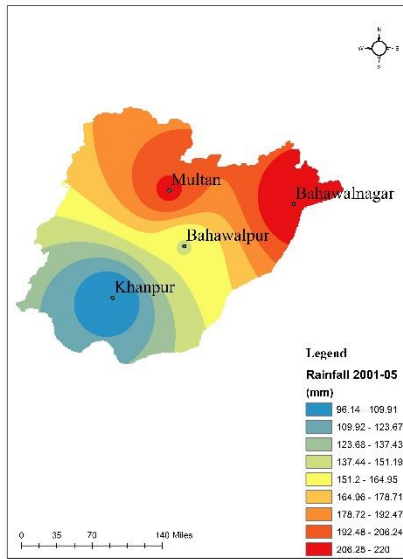 N
W E
S
Multan
Bahawalnagar
Bahawalpur
Khanpur
Legend
Rainfall 2001-05
(mm)
96.14 - 109.91
109.92 - 123.67
123.68 - 137.43
137.44 - 151.19
151.2 - 164.95
164.96 - 178.71
178.72 - 192.47
192.48 - 206.24
206.25 - 220
0 35 70 140 Miles